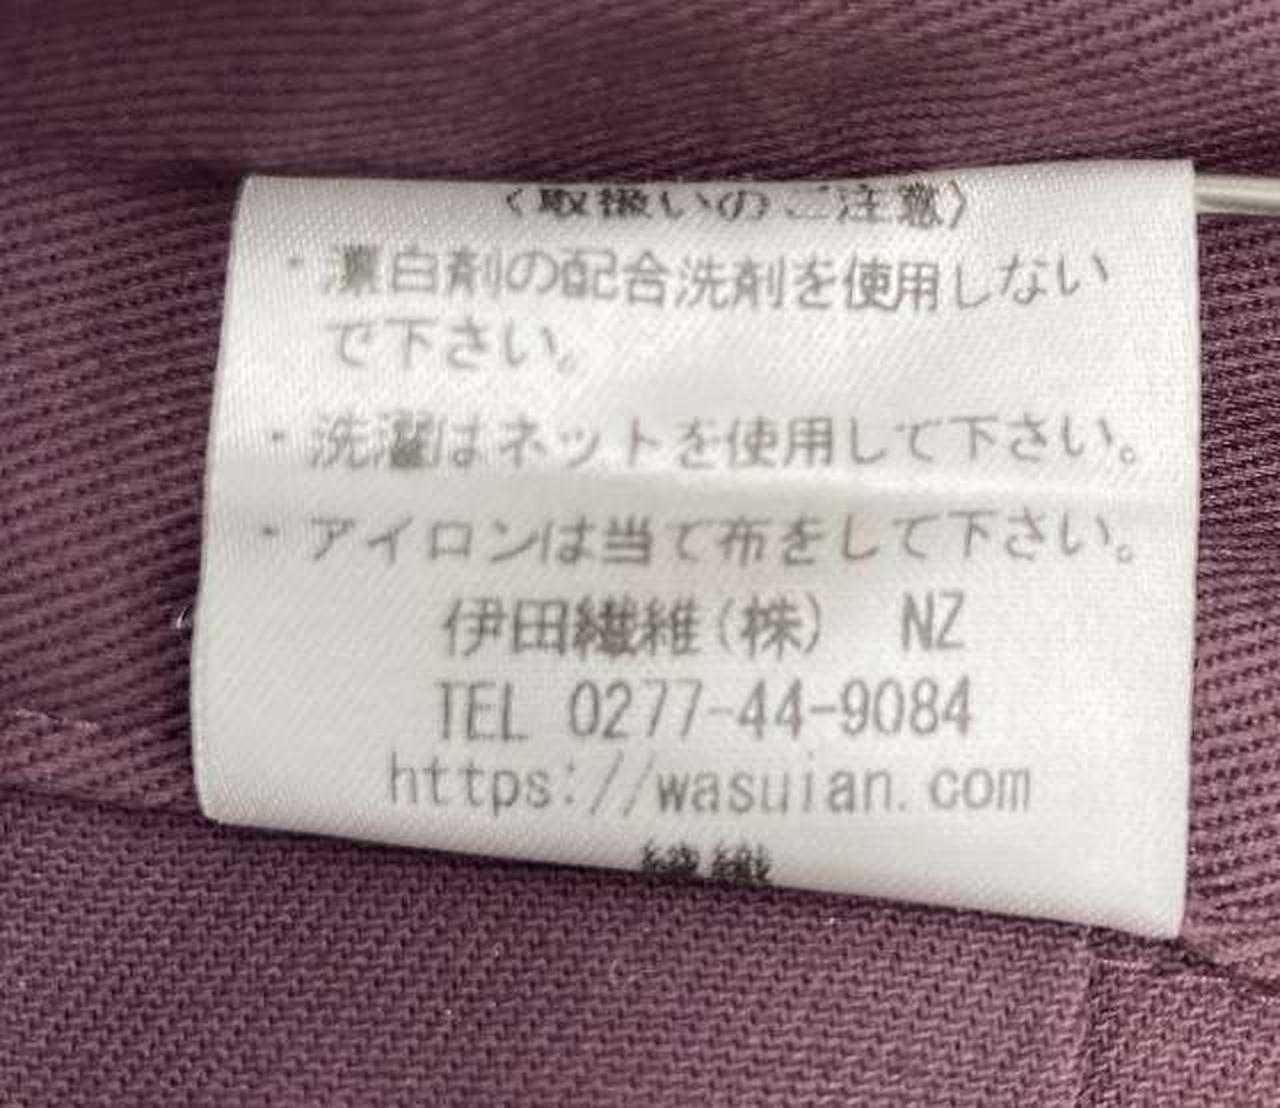 〈取扱いのご注意〉
・漂白剤の配合洗剤を使用しない
で下さい。
・洗濯はネットを使用して下さい。
・アイロンは当て布をして下さい。
伊田繊維(株)　NZ
TEL 0277-44-9084
https://wasuian.com